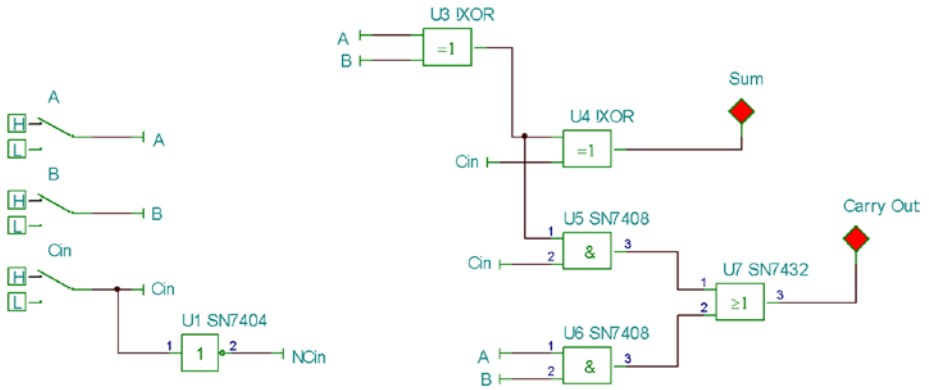 U3 IXOR
A
=1
B
Sum
A
U4 IXOR
H
A
L
=1
Cin
B
H
B
L
U5 SN7408
Carry Out
1
3
&
Cin
2
Cin
U7 SN7432
H
Cin
1
L
3
≥1
2
U1 SN7404
U6 SN7408
1
1
2
NCin
A
1
3
&
B
2